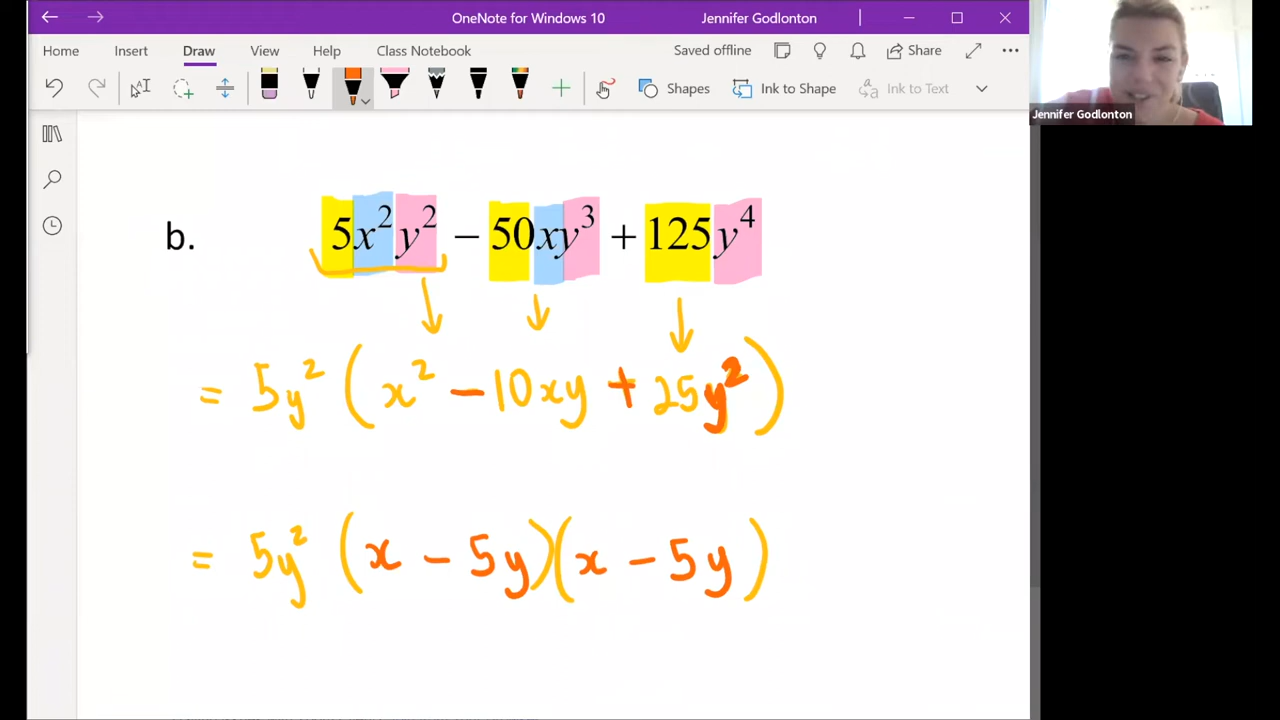 OneNote for Windows 10
Jennifer Godlonton
Home Insert Draw View Help Class Notebook Saved offline Share
Shapes Ink to Shape Ink to Text
Jennifer Godlonton
b. 5x²y² − 50xy³ + 125y⁴
= 5y² (x² − 10xy + 25y²)
= 5y² (x − 5y)(x − 5y)